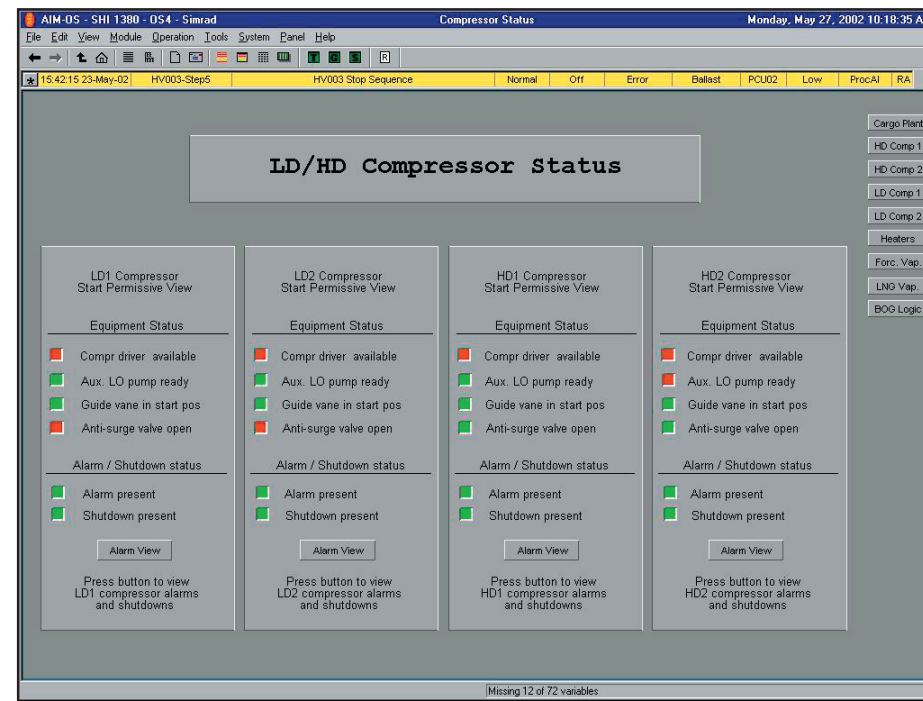 AIM-OS - SHI 1380 - OS4 - Simrad Compressor Status Monday, May 27, 2002 10:18:35 A
File Edit View Module Operation Tools System Panel Help
T G S R
* 15:42:15 23-May-02 HV003-Step5 HV003 Stop Sequence Normal Off Error Ballast PCU02 Low ProcAl RA
Cargo Plant
HD Comp 1
HD Comp 2
LD Comp 1
LD Comp 2
Heaters
Forc. Vap.
LNG Vap.
BOG Logic
LD/HD Compressor Status
LD1 Compressor
Start Permissive View
Equipment Status
Compr driver available
Aux. LO pump ready
Guide vane in start pos
Anti-surge valve open
Alarm / Shutdown status
Alarm present
Shutdown present
Alarm View
Press button to view
LD1 compressor alarms
and shutdowns
LD2 Compressor
Start Permissive View
Equipment Status
Compr driver available
Aux. LO pump ready
Guide vane in start pos
Anti-surge valve open
Alarm / Shutdown status
Alarm present
Shutdown present
Alarm View
Press button to view
LD2 compressor alarms
and shutdowns
HD1 Compressor
Start Permissive View
Equipment Status
Compr driver available
Aux. LO pump ready
Guide vane in start pos
Anti-surge valve open
Alarm / Shutdown status
Alarm present
Shutdown present
Alarm View
Press button to view
HD1 compressor alarms
and shutdowns
HD2 Compressor
Start Permissive View
Equipment Status
Compr driver available
Aux. LO pump ready
Guide vane in start pos
Anti-surge valve open
Alarm / Shutdown status
Alarm present
Shutdown present
Alarm View
Press button to view
HD2 compressor alarms
and shutdowns
Missing 12 of 72 variables